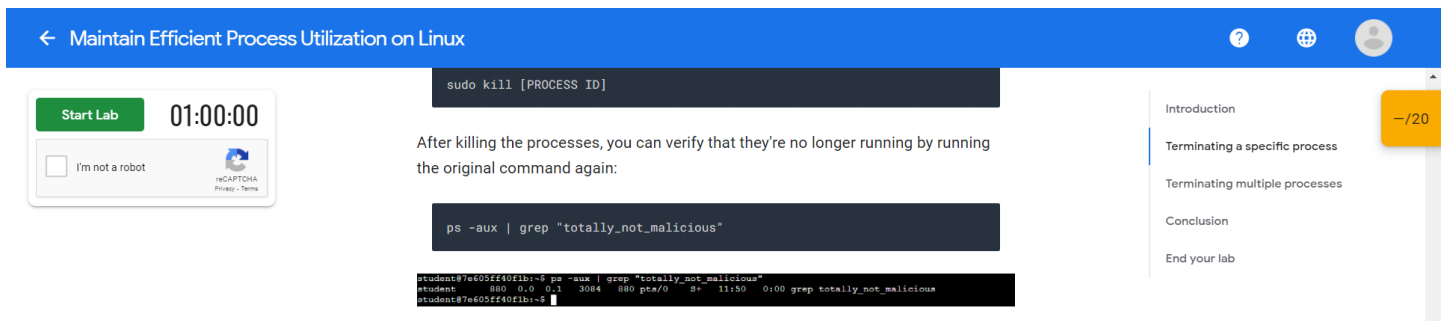 Maintain Efficient Process Utilization on Linux
Start Lab
01:00:00
I'm not a robot
reCAPTCHA
Privacy - Terms
sudo kill [PROCESS ID]
After killing the processes, you can verify that they're no longer running by running
the original command again:
ps -aux | grep "totally_not_malicious"
student@7e605ff40f1b:~$ ps -aux | grep "totally_not_malicious"
student 880 0.0 0.1 3084 880 pts/0 S+ 11:50 0:00 grep totally_not_malicious
student@7e605ff40f1b:~$
Introduction
Terminating a specific process
Terminating multiple processes
Conclusion
End your lab
—/20